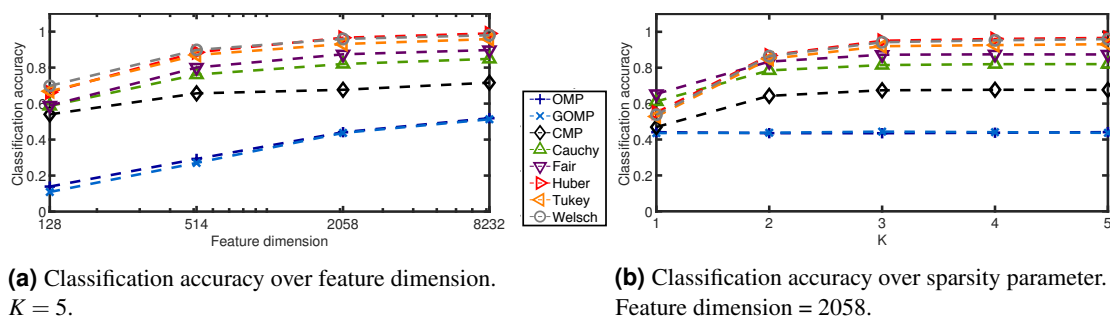 Classification accuracy
1
0.8
0.6
0.4
0.2
0
128
514
2058
8232
Feature dimension
OMP
GOMP
CMP
Cauchy
Fair
Huber
Tukey
Welsch
Classification accuracy
1
0.8
0.6
0.4
0.2
0
1
2
3
4
5
K
(a) Classification accuracy over feature dimension.
K = 5.
(b) Classification accuracy over sparsity parameter.
Feature dimension = 2058.